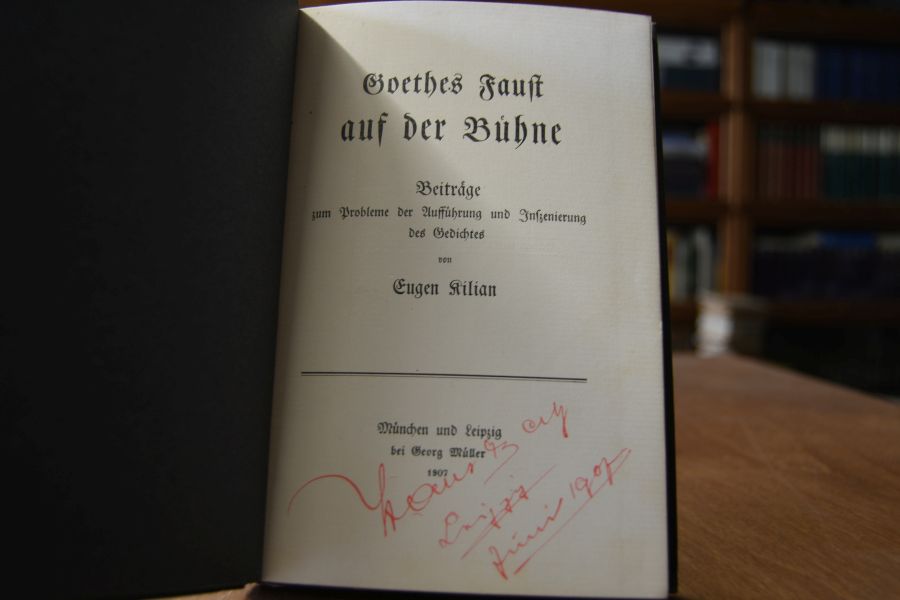 Goethes Faust
auf der Bühne
Beiträge
zum Probleme der Aufführung und Inszenierung
des Gedichtes
von
Eugen Kilian
München und Leipzig
bei Georg Müller
1907
Hans
Leipzig
Juni 1907